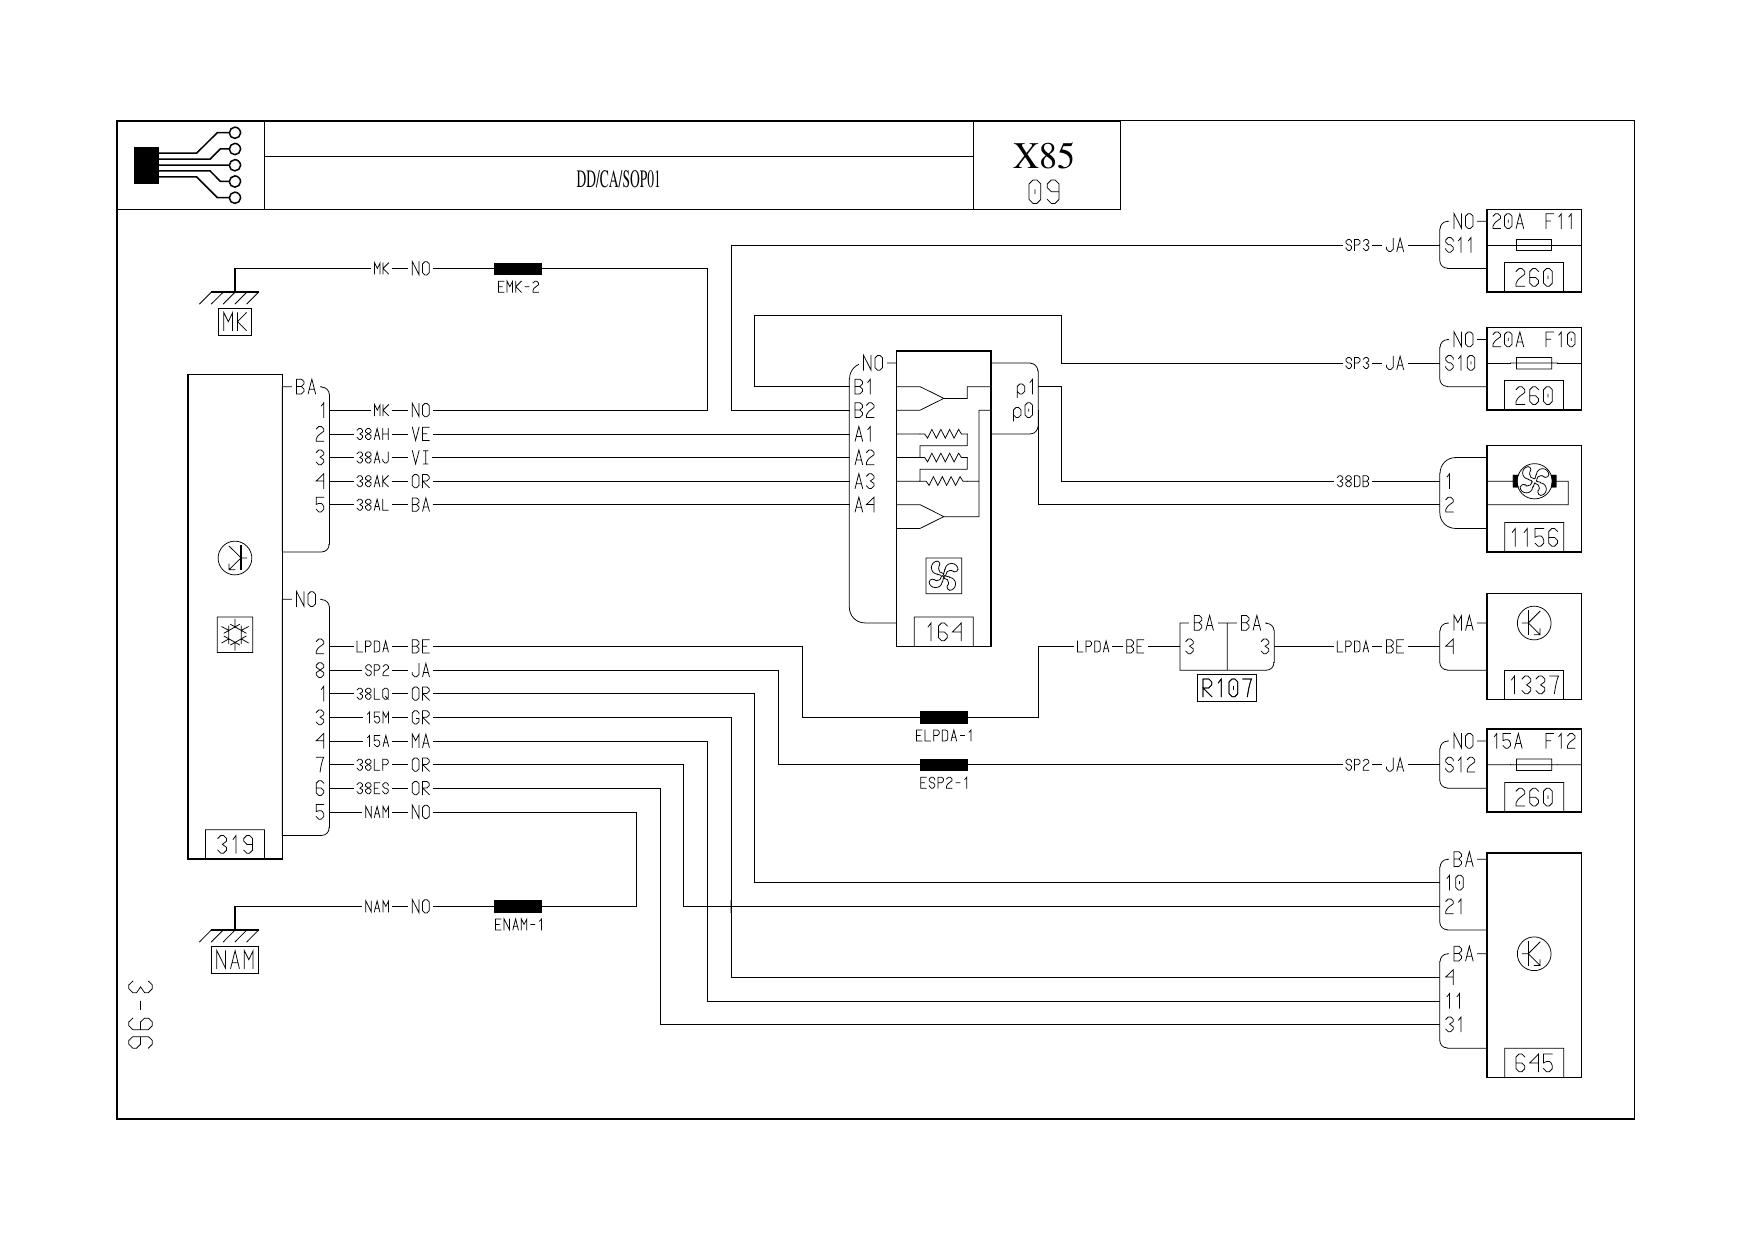 DD/CA/SOP01
X85
09
NO 20A F11
SP3 JA S11
260
MK NO
EMK-2
MK
NO 20A F10
SP3 JA S10
260
NO
BA
B1 p1
1 MK NO B2 p0
2 38AH VE A1
3 38AJ VI A2
4 38AK OR A3 38DB 1
5 38AL BA A4 2
1156
NO
BA BA MA
164
2 LPDA BE LPDA BE 3 3 LPDA BE 4
8 SP2 JA
R107 1337
1 38LQ OR
3 15M GR
ELPDA-1
4 15A MA NO 15A F12
7 38LP OR SP2 JA S12
ESP2-1
6 38ES OR 260
5 NAM NO
319
BA
10
NAM NO 21
ENAM-1
NAM
BA
4
11
31
645
3-96